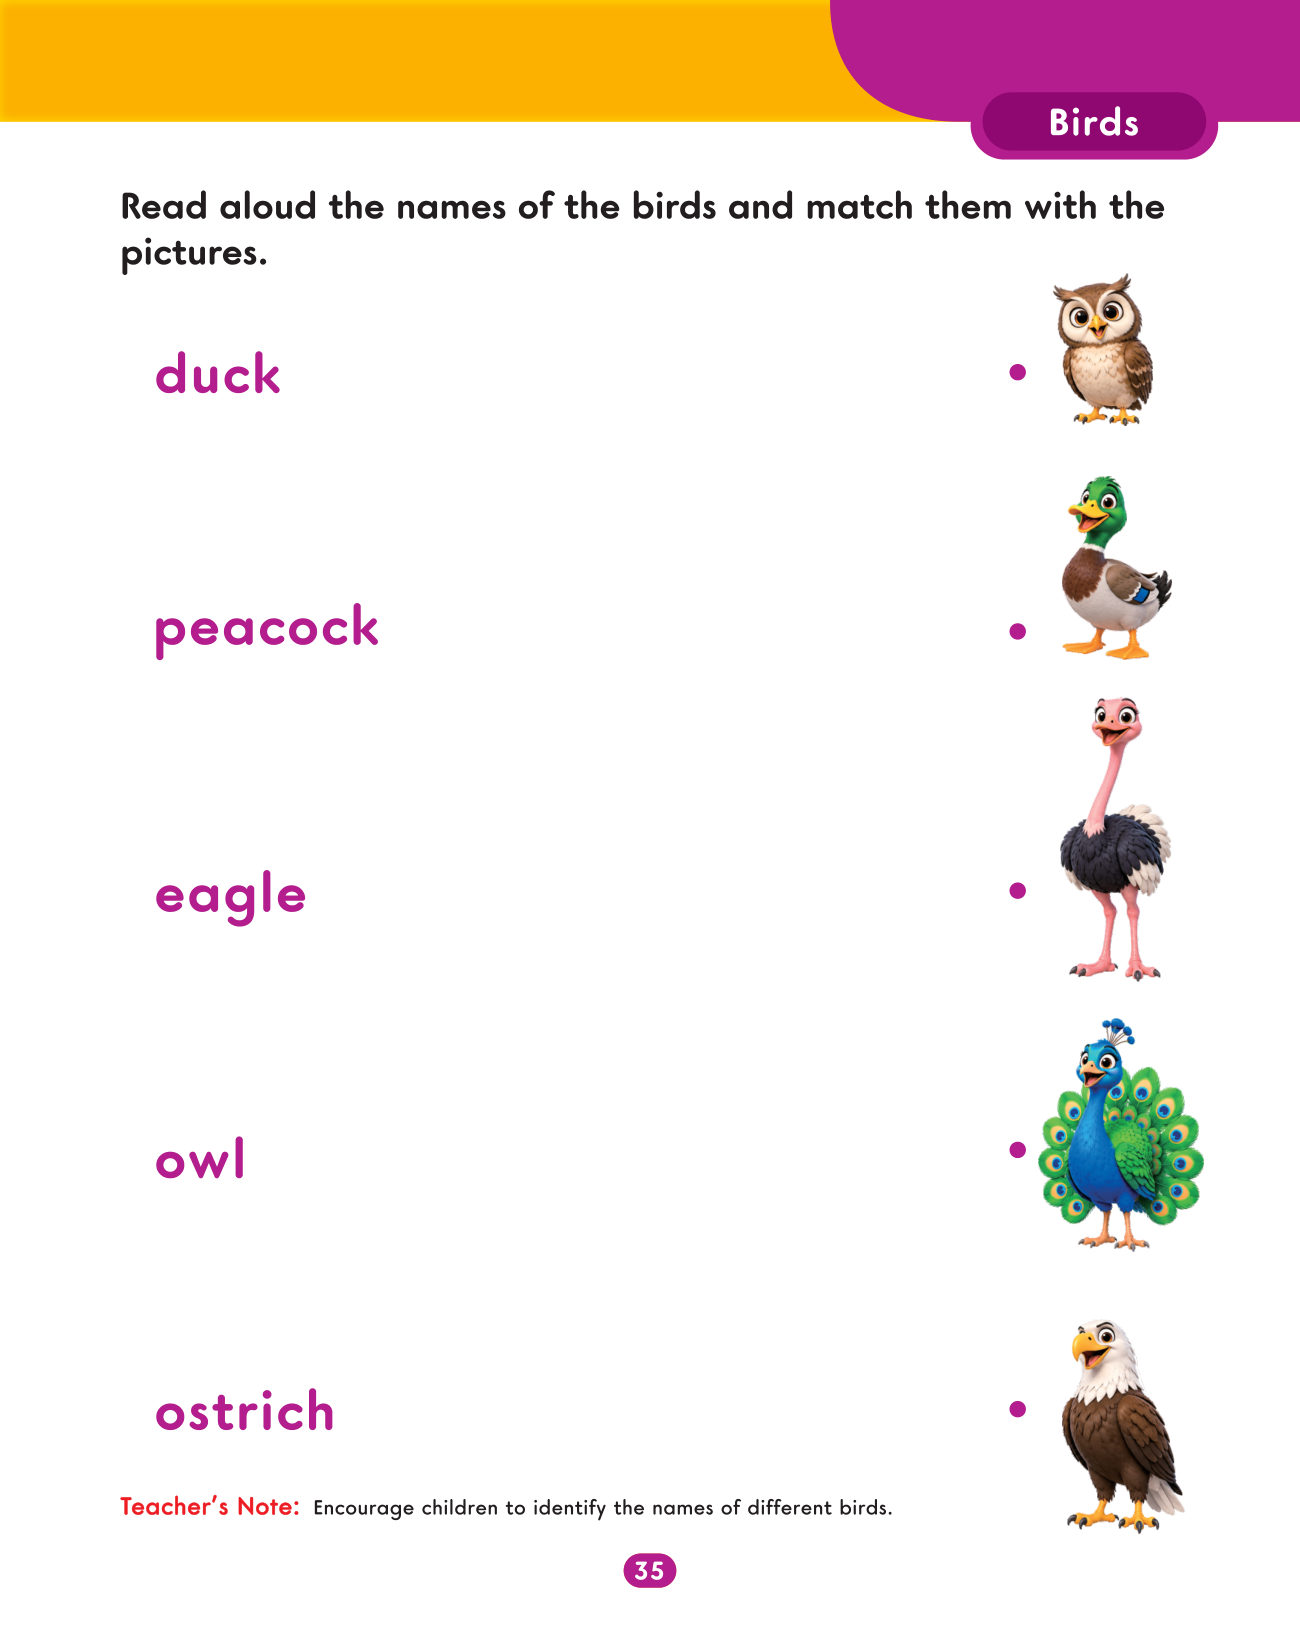 Birds
Read aloud the names of the birds and match them with the
pictures.
duck
peacock
eagle
owl
ostrich
Teacher's Note: Encourage children to identify the names of different birds.
35